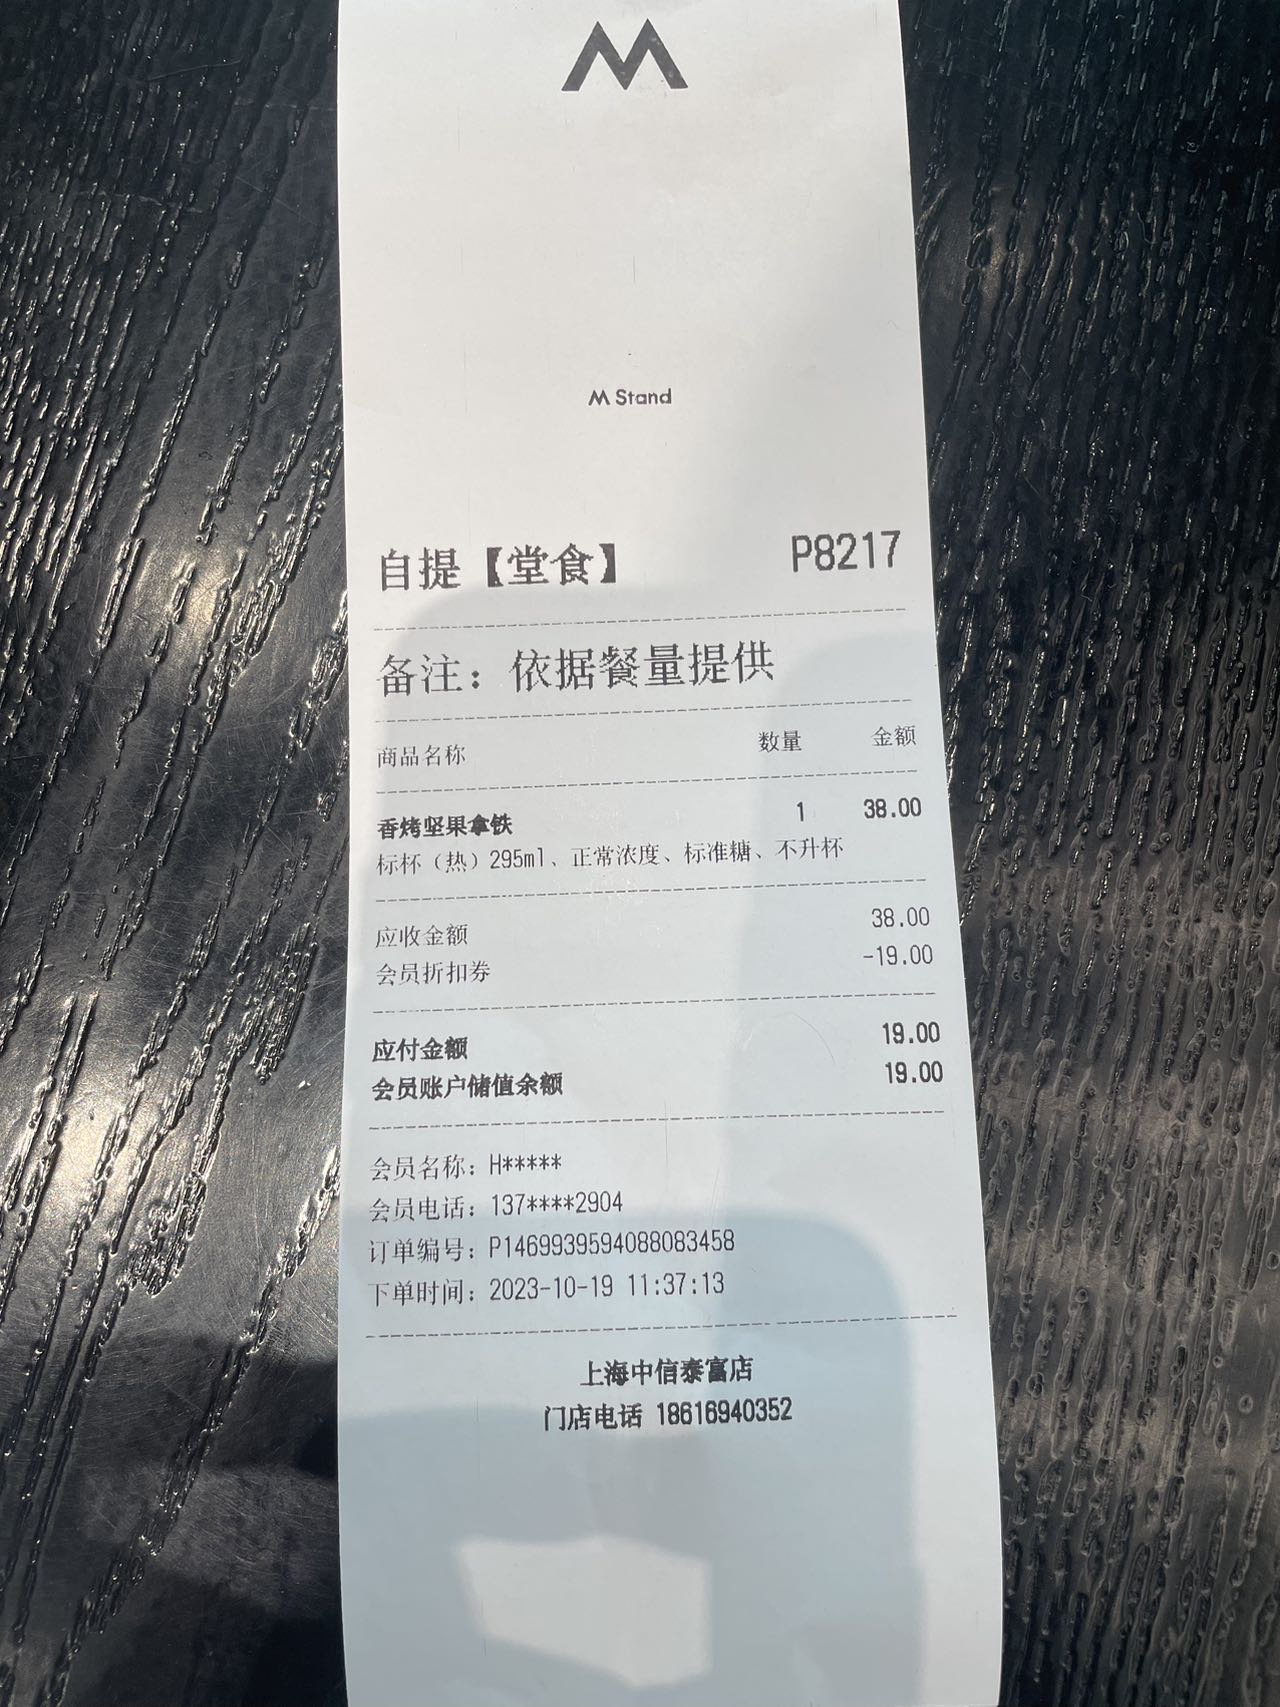 M
M Stand
自提【堂食】 P8217
备注：依据餐量提供
商品名称 数量 金额
香烤坚果拿铁 1 38.00
标杯（热）295ml、正常浓度、标准糖、不升杯
应收金额 38.00
会员折扣券 -19.00
应付金额 19.00
会员账户储值余额 19.00
会员名称：H*****
会员电话：137****2904
订单编号：P1469939594088083458
下单时间：2023-10-19 11:37:13
上海中信泰富店
门店电话 18616940352